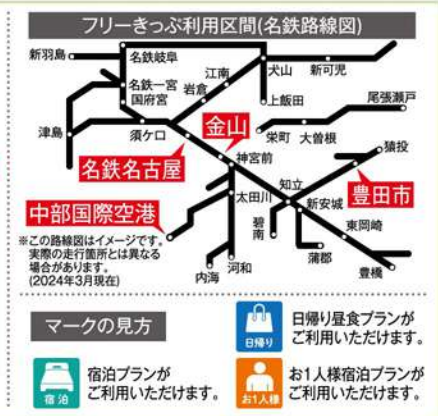 フリーきっぷ利用区間(名鉄路線図)
新羽島
名鉄岐阜
犬山
新可児
江南
名鉄一宮
岩倉
国府宮
上飯田
尾張瀬戸
津島
須ケ口
金山
栄町
大曽根
猿投
名鉄名古屋
神宮前
豊田市
太田川
知立
新安城
中部国際空港
碧南
東岡崎
※この路線図はイメージです。
実際の走行箇所とは異なる
場合があります。
(2024年3月現在)
蒲郡
河和
内海
豊橋
マークの見方
日帰り
日帰り昼食プランが
ご利用いただけます。
宿泊
宿泊プランが
ご利用いただけます。
お1人様
お1人様宿泊プランが
ご利用いただけます。